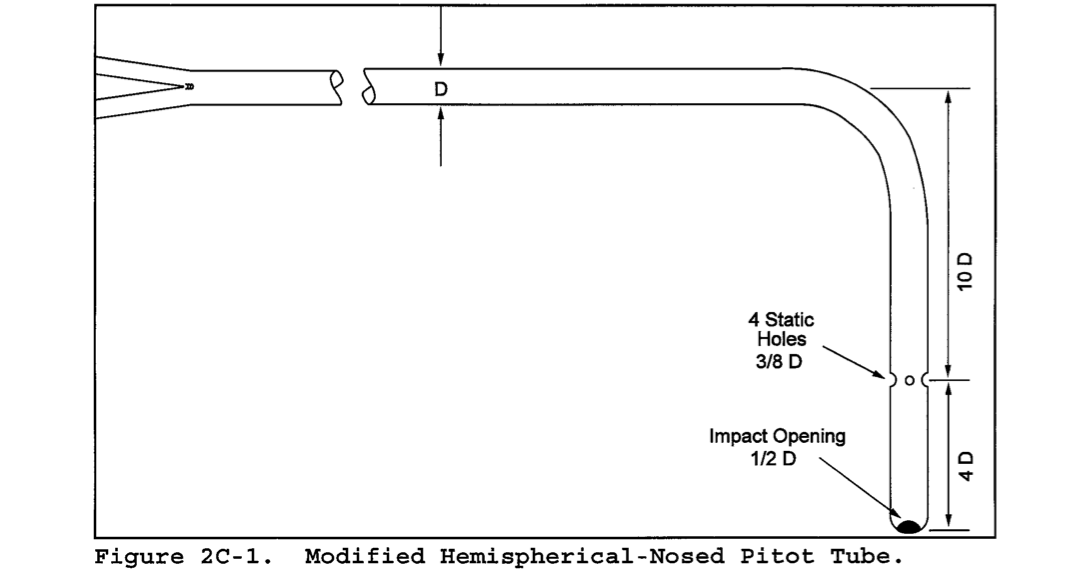 D
10 D
4 Static
Holes
3/8 D
Impact Opening
1/2 D
4 D
Figure 2C-1. Modified Hemispherical-Nosed Pitot Tube.